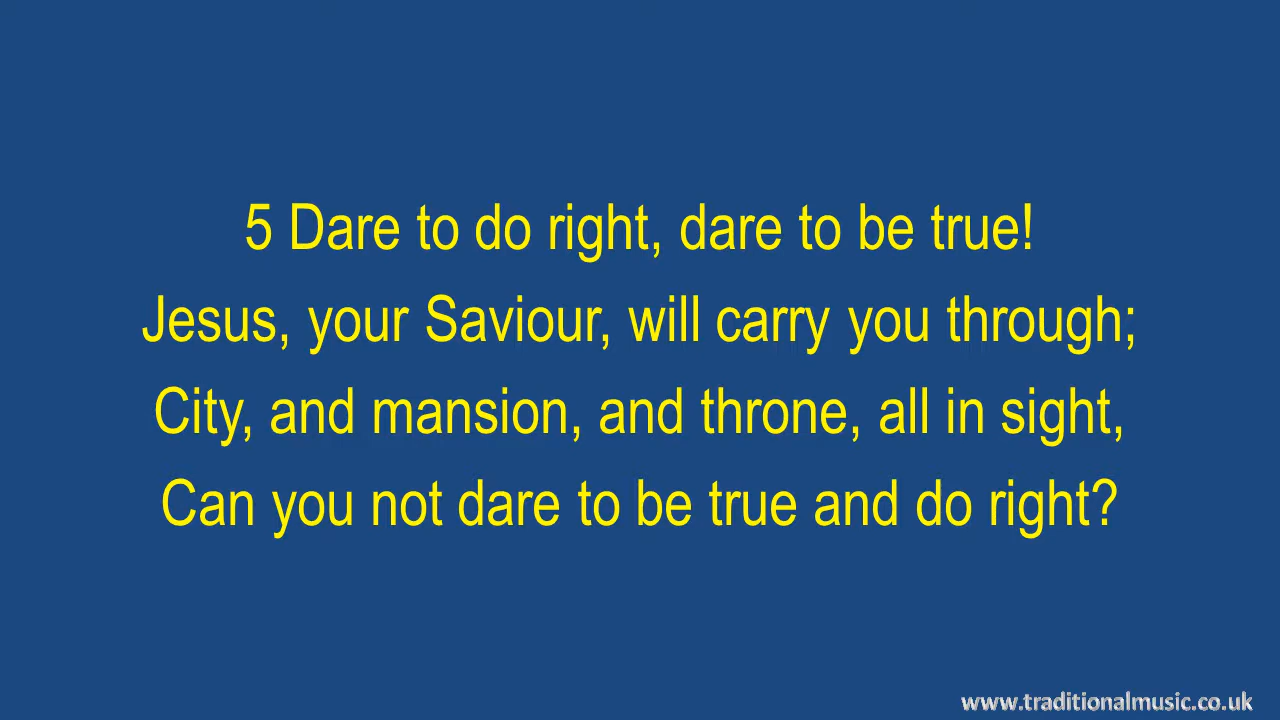 5 Dare to do right, dare to be true!
Jesus, your Saviour, will carry you through;
City, and mansion, and throne, all in sight,
Can you not dare to be true and do right?
www.traditionalmusic.co.uk